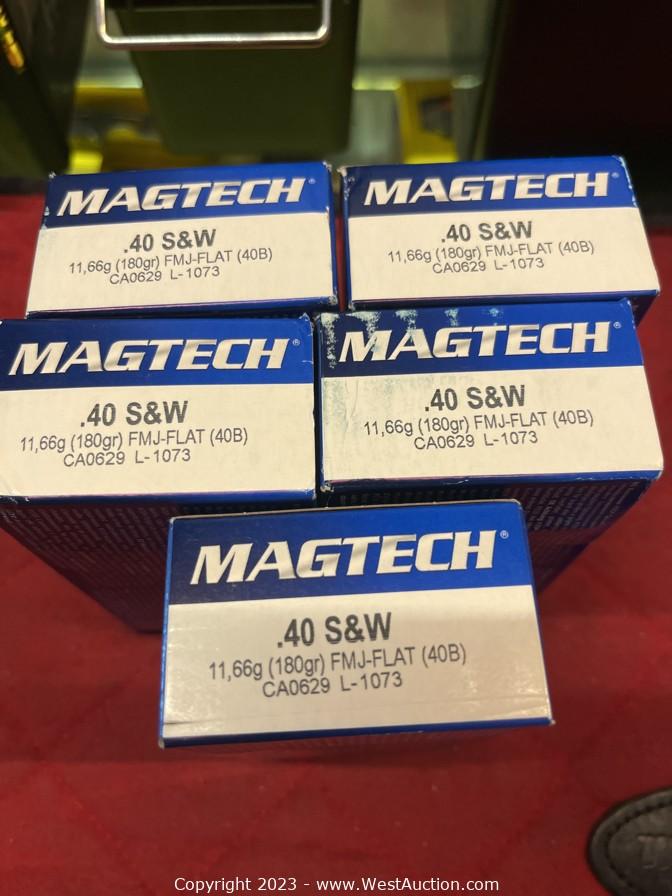 MAGTECH®
.40 S&W
11,66g (180gr) FMJ-FLAT (40B)
CA0629 L-1073
MAGTECH®
.40 S&W
11,66g (180gr) FMJ-FLAT (40B)
CA0629 L-1073
MAGTECH®
.40 S&W
11,66g (180gr) FMJ-FLAT (40B)
CA0629 L-1073
MAGTECH®
.40 S&W
11,66g (180gr) FMJ-FLAT (40B)
CA0629 L-1073
MAGTECH®
.40 S&W
11,66g (180gr) FMJ-FLAT (40B)
CA0629 L-1073
Copyright 2023 - www.WestAuction.com